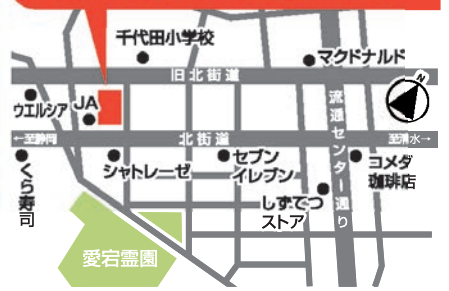 千代田小学校
マクドナルド
N
旧北街道
ウエルシア
JA
流通センター通り
←至静岡
北街道
至清水→
くら寿司
シャトレーゼ
セブン
イレブン
コメダ
珈琲店
しずてつ
ストア
愛宕霊園